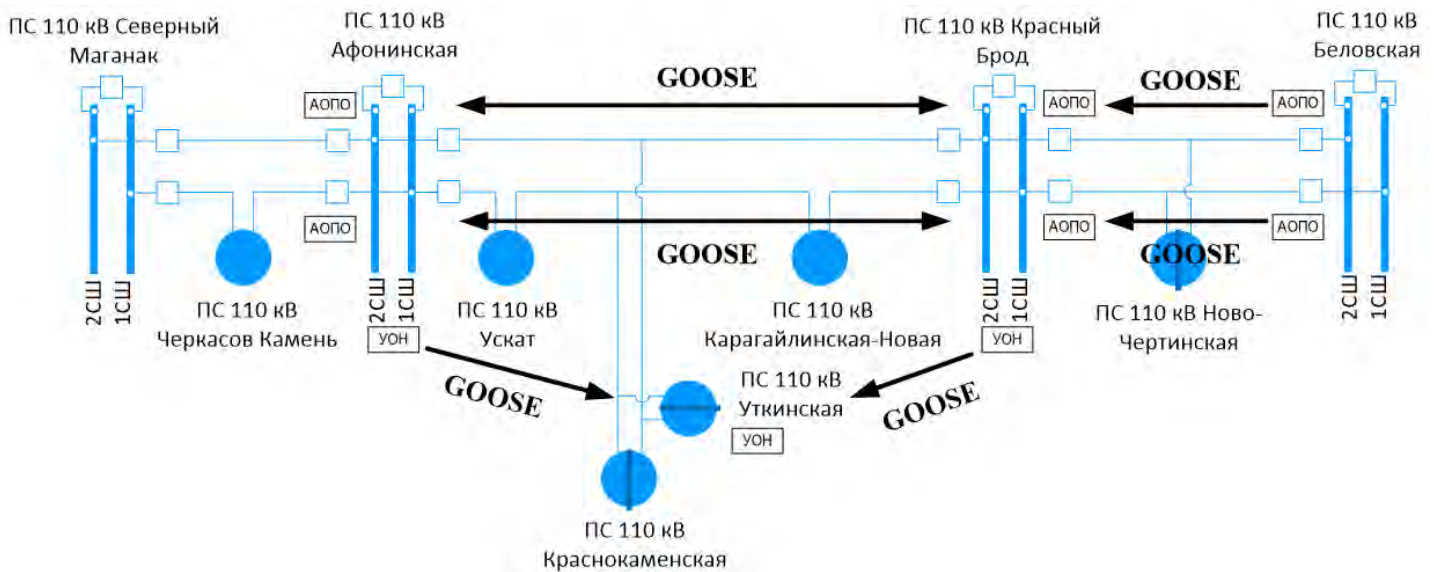 ПС 110 кВ Северный
Маганак
ПС 110 кВ
Афонинская
ПС 110 кВ Красный
Брод
ПС 110 кВ
Беловская
GOOSE
GOOSE
АОПО
АОПО
АОПО
АОПО
АОПО
АОПО
GOOSE
GOOSE
2СШ
1СШ
2СШ
1СШ
2СШ
1СШ
2СШ
1СШ
ПС 110 кВ
Черкасов Камень
ПС 110 кВ
Ускат
ПС 110 кВ
Карагайлинская-Новая
ПС 110 кВ Ново-
Чертинская
УОН
УОН
GOOSE
GOOSE
ПС 110 кВ
Уткинская
УОН
ПС 110 кВ
Краснокаменская